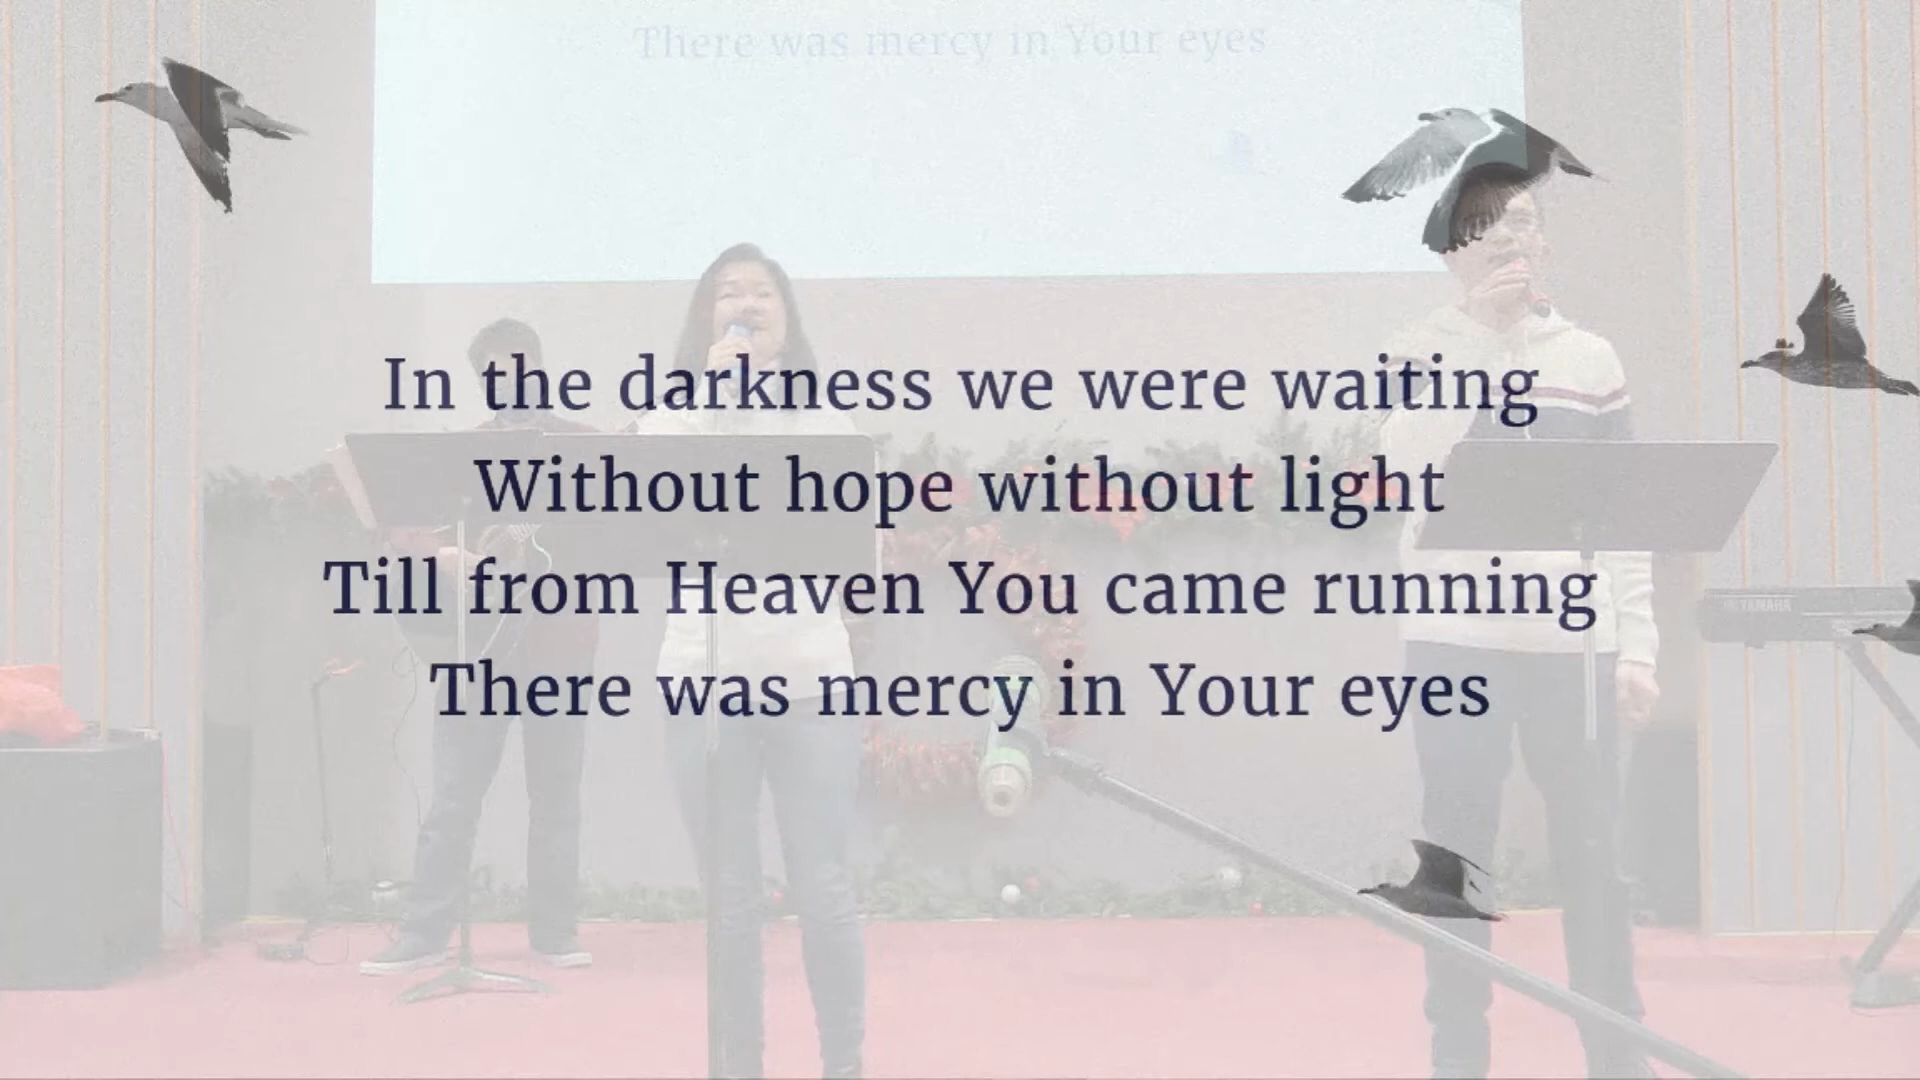 There was mercy in Your eyes
In the darkness we were waiting
Without hope without light
Till from Heaven You came running
There was mercy in Your eyes
YAMAHA